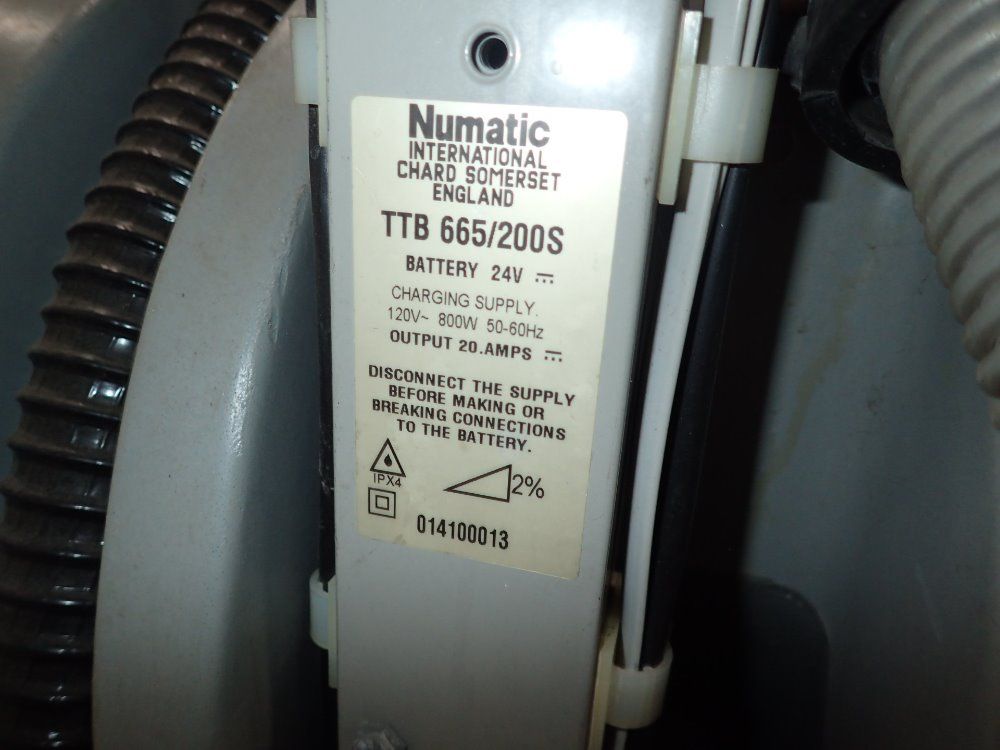 Numatic
INTERNATIONAL
CHARD SOMERSET
ENGLAND
TTB 665/200S
BATTERY 24V ⎓
CHARGING SUPPLY.
120V~ 800W 50-60Hz
OUTPUT 20.AMPS ⎓
DISCONNECT THE SUPPLY
BEFORE MAKING OR
BREAKING CONNECTIONS
TO THE BATTERY.
IPX4
2%
014100013